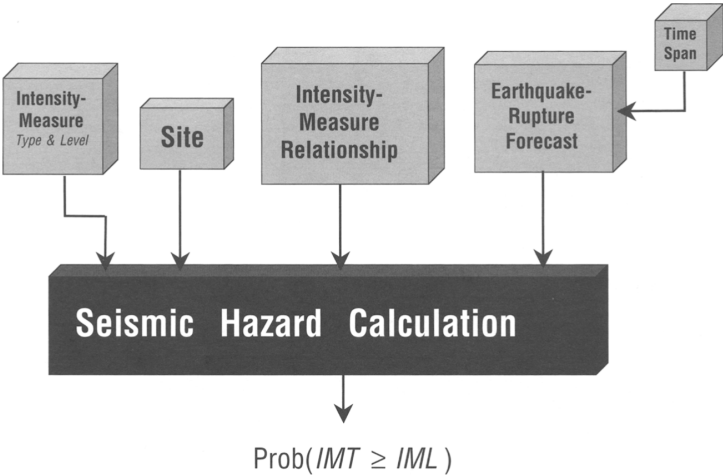 Time
Span
Intensity-
Measure
Type & Level
Site
Intensity-
Measure
Relationship
Earthquake-
Rupture
Forecast
Seismic Hazard Calculation
Prob(IMT ≥ IML)